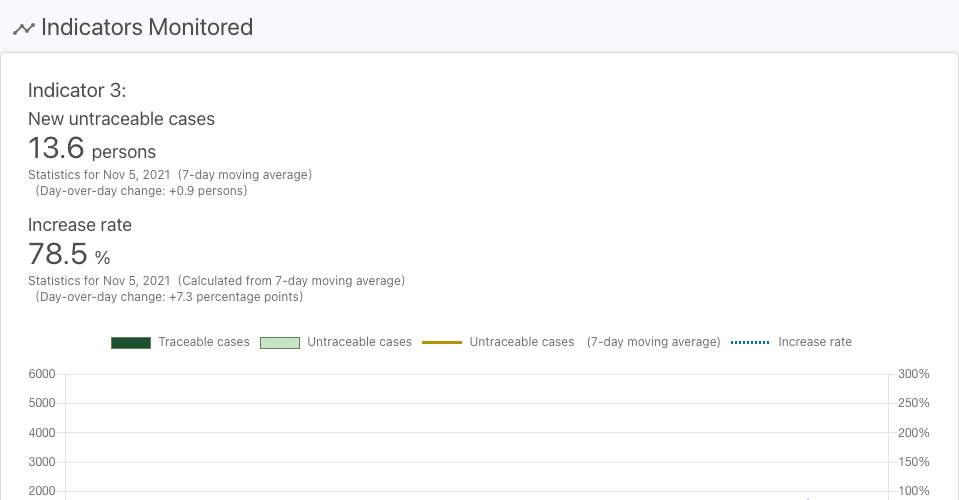 Indicators Monitored
Indicator 3:
New untraceable cases
13.6 persons
Statistics for Nov 5, 2021 (7-day moving average)
(Day-over-day change: +0.9 persons)
Increase rate
78.5 %
Statistics for Nov 5, 2021 (Calculated from 7-day moving average)
(Day-over-day change: +7.3 percentage points)
Traceable cases Untraceable cases Untraceable cases (7-day moving average) Increase rate
6000 300%
5000 250%
4000 200%
3000 150%
2000 100%